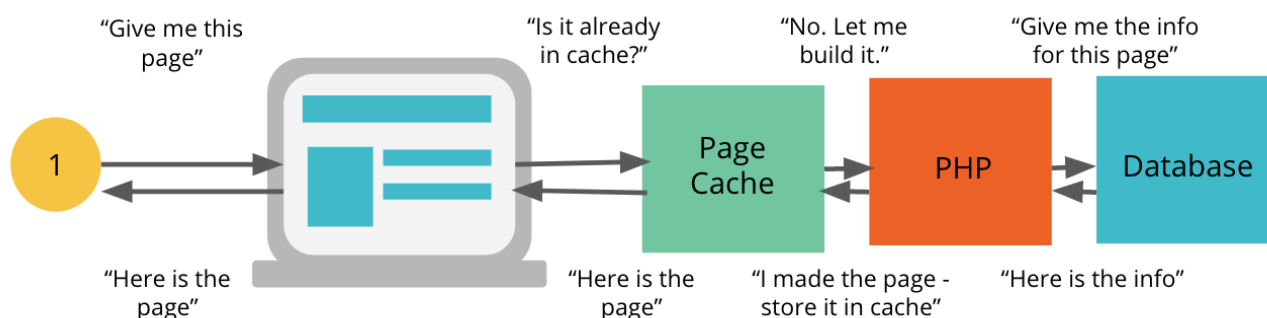 “Give me this
page”
“Is it already
in cache?”
“No. Let me
build it.”
“Give me the info
for this page”
1
Page
Cache
PHP
Database
“Here is the
page”
“Here is the
page”
“I made the page -
store it in cache”
“Here is the info”